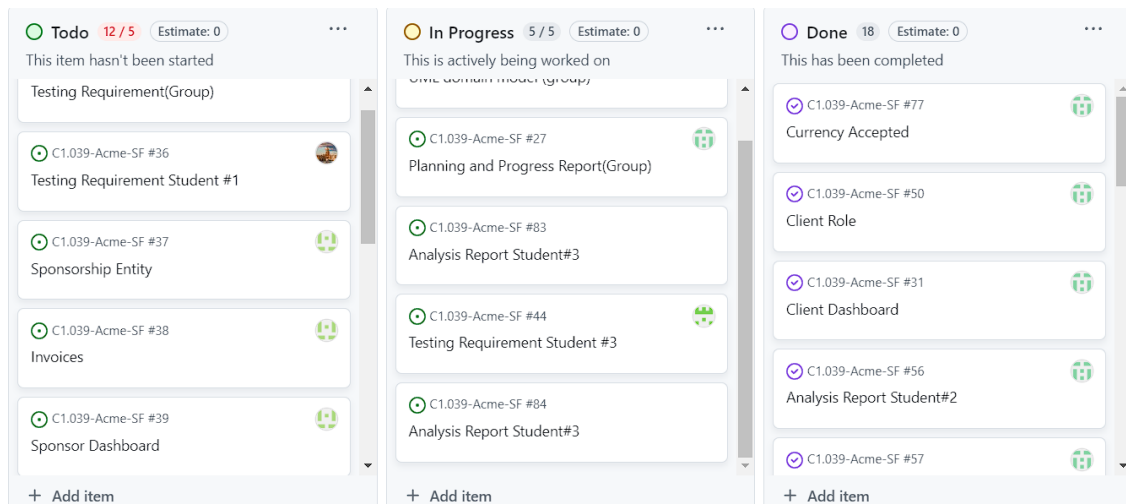 Todo 12 / 5 Estimate: 0
This item hasn't been started
Testing Requirement(Group)
C1.039-Acme-SF #36
Testing Requirement Student #1
C1.039-Acme-SF #37
Sponsorship Entity
C1.039-Acme-SF #38
Invoices
C1.039-Acme-SF #39
Sponsor Dashboard
+ Add item
In Progress 5 / 5 Estimate: 0
This is actively being worked on
UML domain model (group)
C1.039-Acme-SF #27
Planning and Progress Report(Group)
C1.039-Acme-SF #83
Analysis Report Student#3
C1.039-Acme-SF #44
Testing Requirement Student #3
C1.039-Acme-SF #84
Analysis Report Student#3
+ Add item
Done 18 Estimate: 0
This has been completed
C1.039-Acme-SF #77
Currency Accepted
C1.039-Acme-SF #50
Client Role
C1.039-Acme-SF #31
Client Dashboard
C1.039-Acme-SF #56
Analysis Report Student#2
C1.039-Acme-SF #57
+ Add item